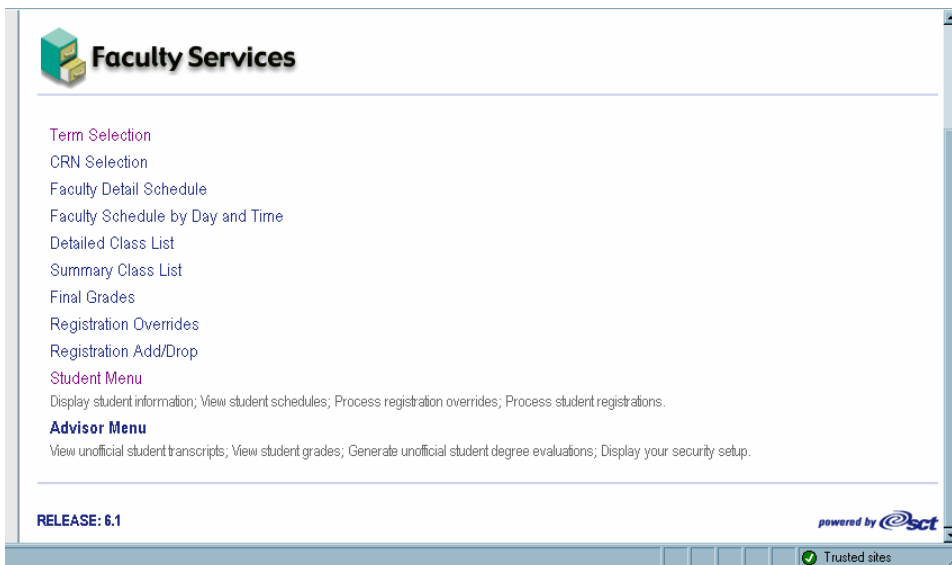 Faculty Services
Term Selection
CRN Selection
Faculty Detail Schedule
Faculty Schedule by Day and Time
Detailed Class List
Summary Class List
Final Grades
Registration Overrides
Registration Add/Drop
Student Menu
Display student information; View student schedules; Process registration overrides; Process student registrations.
Advisor Menu
View unofficial student transcripts; View student grades; Generate unofficial student degree evaluations; Display your security setup.
RELEASE: 6.1
powered by sct
Trusted sites